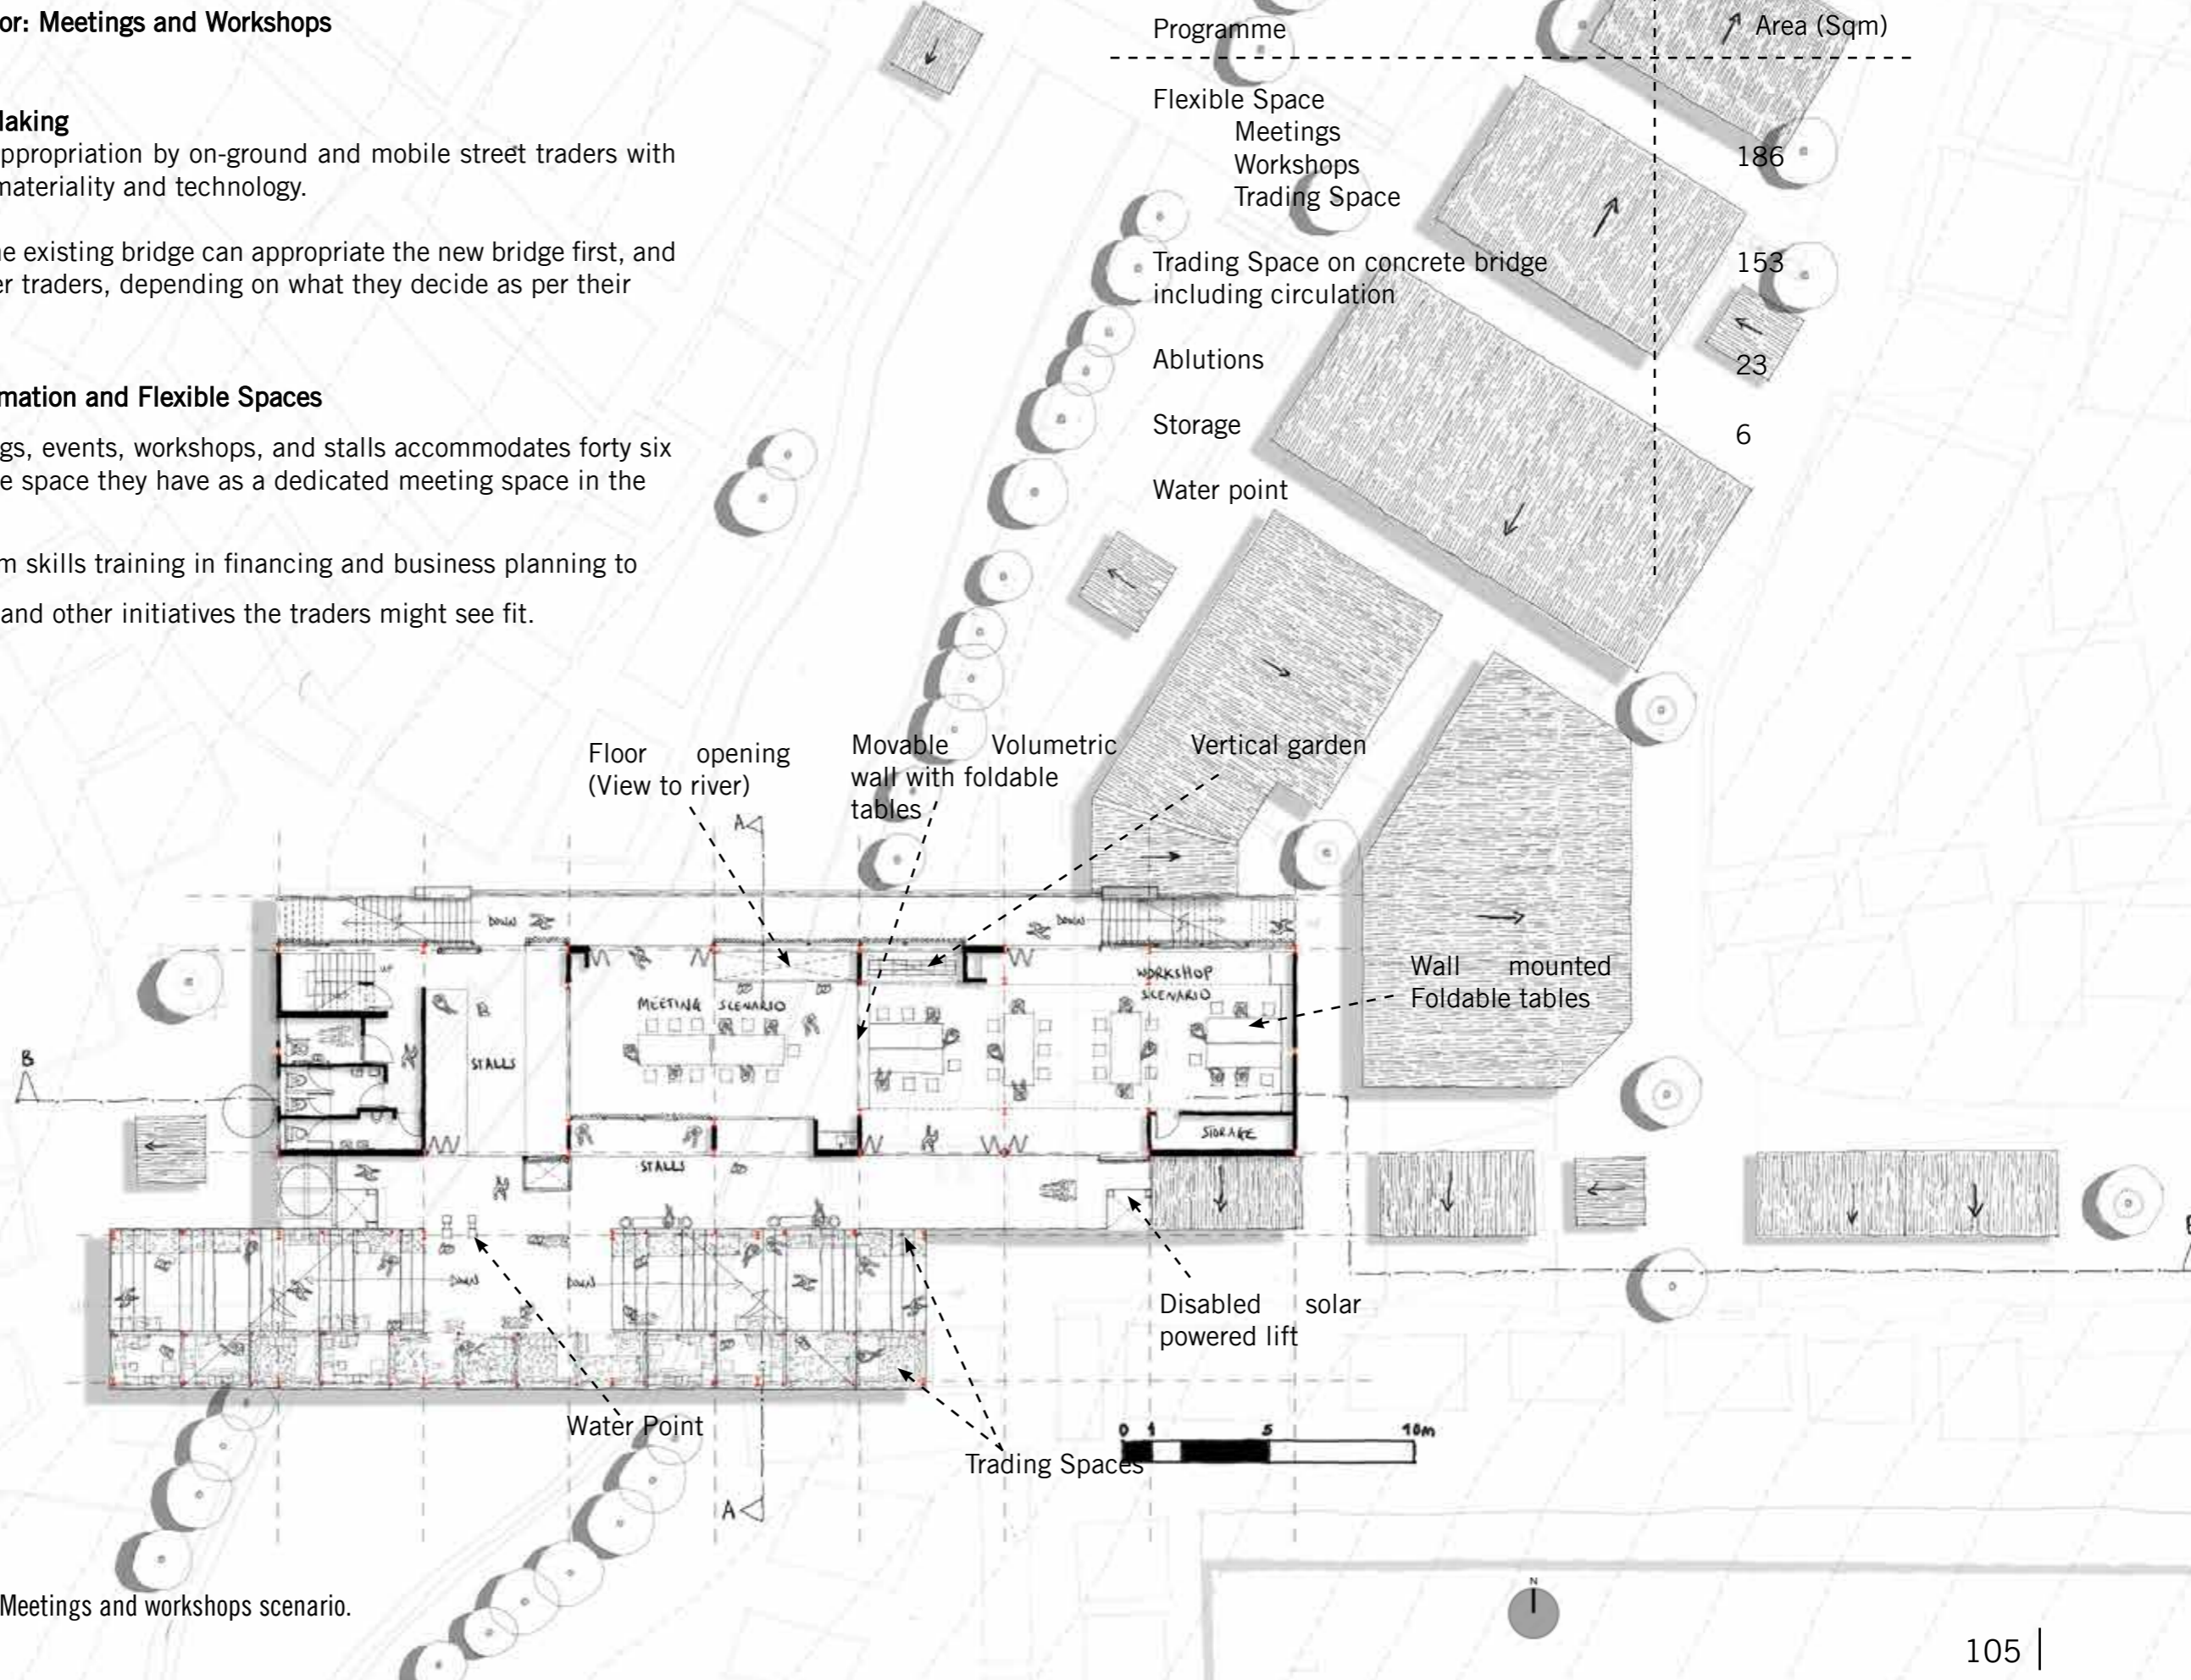 or: Meetings and Workshops
laking
ppropriation by on-ground and mobile street traders with
materiality and technology.
ne existing bridge can appropriate the new bridge first, and
er traders, depending on what they decide as per their
mation and Flexible Spaces
gs, events, workshops, and stalls accommodates forty six
e space they have as a dedicated meeting space in the
m skills training in financing and business planning to
and other initiatives the traders might see fit.
Programme Area (Sqm)
Flexible Space
Meetings
Workshops
Trading Space
186
Trading Space on concrete bridge
including circulation
153
Ablutions 23
Storage 6
Water point
Floor opening
(View to river)
Movable Volumetric
wall with foldable
tables
Vertical garden
Wall mounted
Foldable tables
A
DOWN
DOWN
UP
MEETING SCENARIO
WORKSHOP
SCENARIO
STALLS
B
STORAGE
STALLS
DOWN
DOWN
B
Disabled solar
powered lift
Water Point
Trading Spaces
0 1 5 10m
A
N
Meetings and workshops scenario.
105